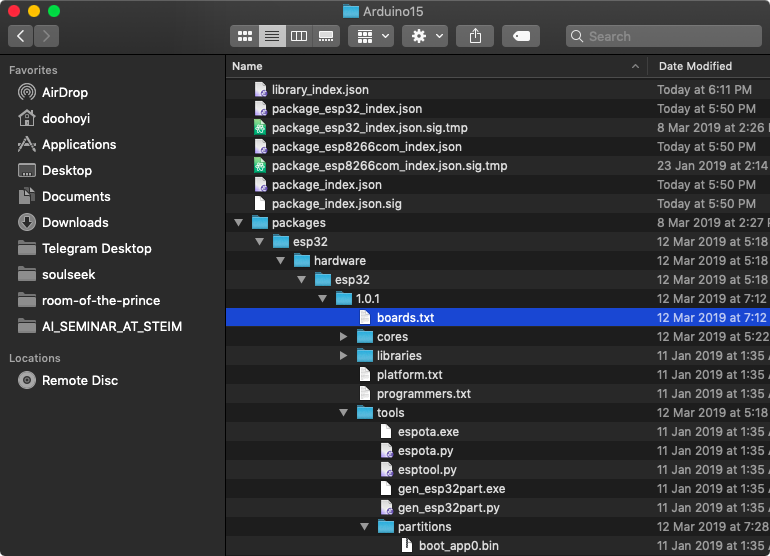 Arduino15
Search
Favorites
AirDrop
doohoyi
Applications
Desktop
Documents
Downloads
Telegram Desktop
soulseek
room-of-the-prince
AI_SEMINAR_AT_STEIM
Locations
Remote Disc
Name Date Modified
library_index.json Today at 6:11 PM
package_esp32_index.json Today at 5:50 PM
package_esp32_index.json.sig.tmp 8 Mar 2019 at 2:26
package_esp8266com_index.json Today at 5:50 PM
package_esp8266com_index.json.sig.tmp 23 Jan 2019 at 2:14
package_index.json Today at 5:50 PM
package_index.json.sig Today at 5:50 PM
packages 8 Mar 2019 at 2:27
esp32 12 Mar 2019 at 5:18
hardware 12 Mar 2019 at 5:18
esp32 12 Mar 2019 at 5:18
1.0.1 12 Mar 2019 at 7:12
boards.txt 12 Mar 2019 at 7:12
cores 12 Mar 2019 at 5:22
libraries 11 Jan 2019 at 1:35
platform.txt 11 Jan 2019 at 1:35
programmers.txt 11 Jan 2019 at 1:35
tools 12 Mar 2019 at 5:18
espota.exe 11 Jan 2019 at 1:35
espota.py 11 Jan 2019 at 1:35
esptool.py 11 Jan 2019 at 1:35
gen_esp32part.exe 11 Jan 2019 at 1:35
gen_esp32part.py 11 Jan 2019 at 1:35
partitions 12 Mar 2019 at 7:28
boot_app0.bin 11 Jan 2019 at 1:35